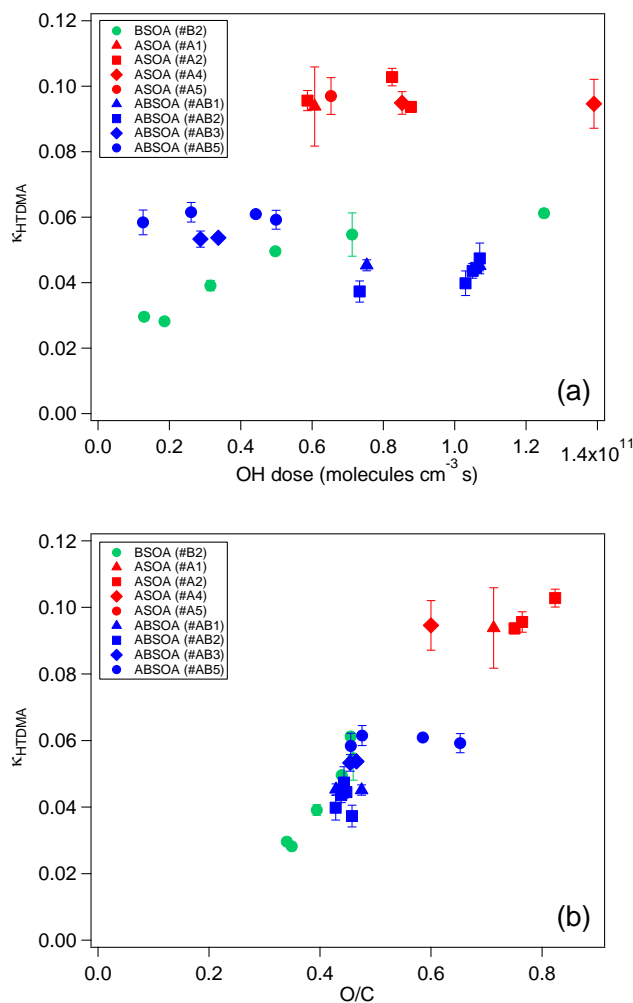 BSOA (#B2)
ASOA (#A1)
ASOA (#A2)
ASOA (#A4)
ASOA (#A5)
ABSOA (#AB1)
ABSOA (#AB2)
ABSOA (#AB3)
ABSOA (#AB5)
0.12
0.10
0.08
0.06
0.04
0.02
0.00
κHTDMA
(a)
0.0 0.2 0.4 0.6 0.8 1.0 1.2 1.4x10¹¹
OH dose (molecules cm⁻³ s)
BSOA (#B2)
ASOA (#A1)
ASOA (#A2)
ASOA (#A4)
ASOA (#A5)
ABSOA (#AB1)
ABSOA (#AB2)
ABSOA (#AB3)
ABSOA (#AB5)
0.12
0.10
0.08
0.06
0.04
0.02
0.00
κHTDMA
(b)
0.0 0.2 0.4 0.6 0.8
O/C